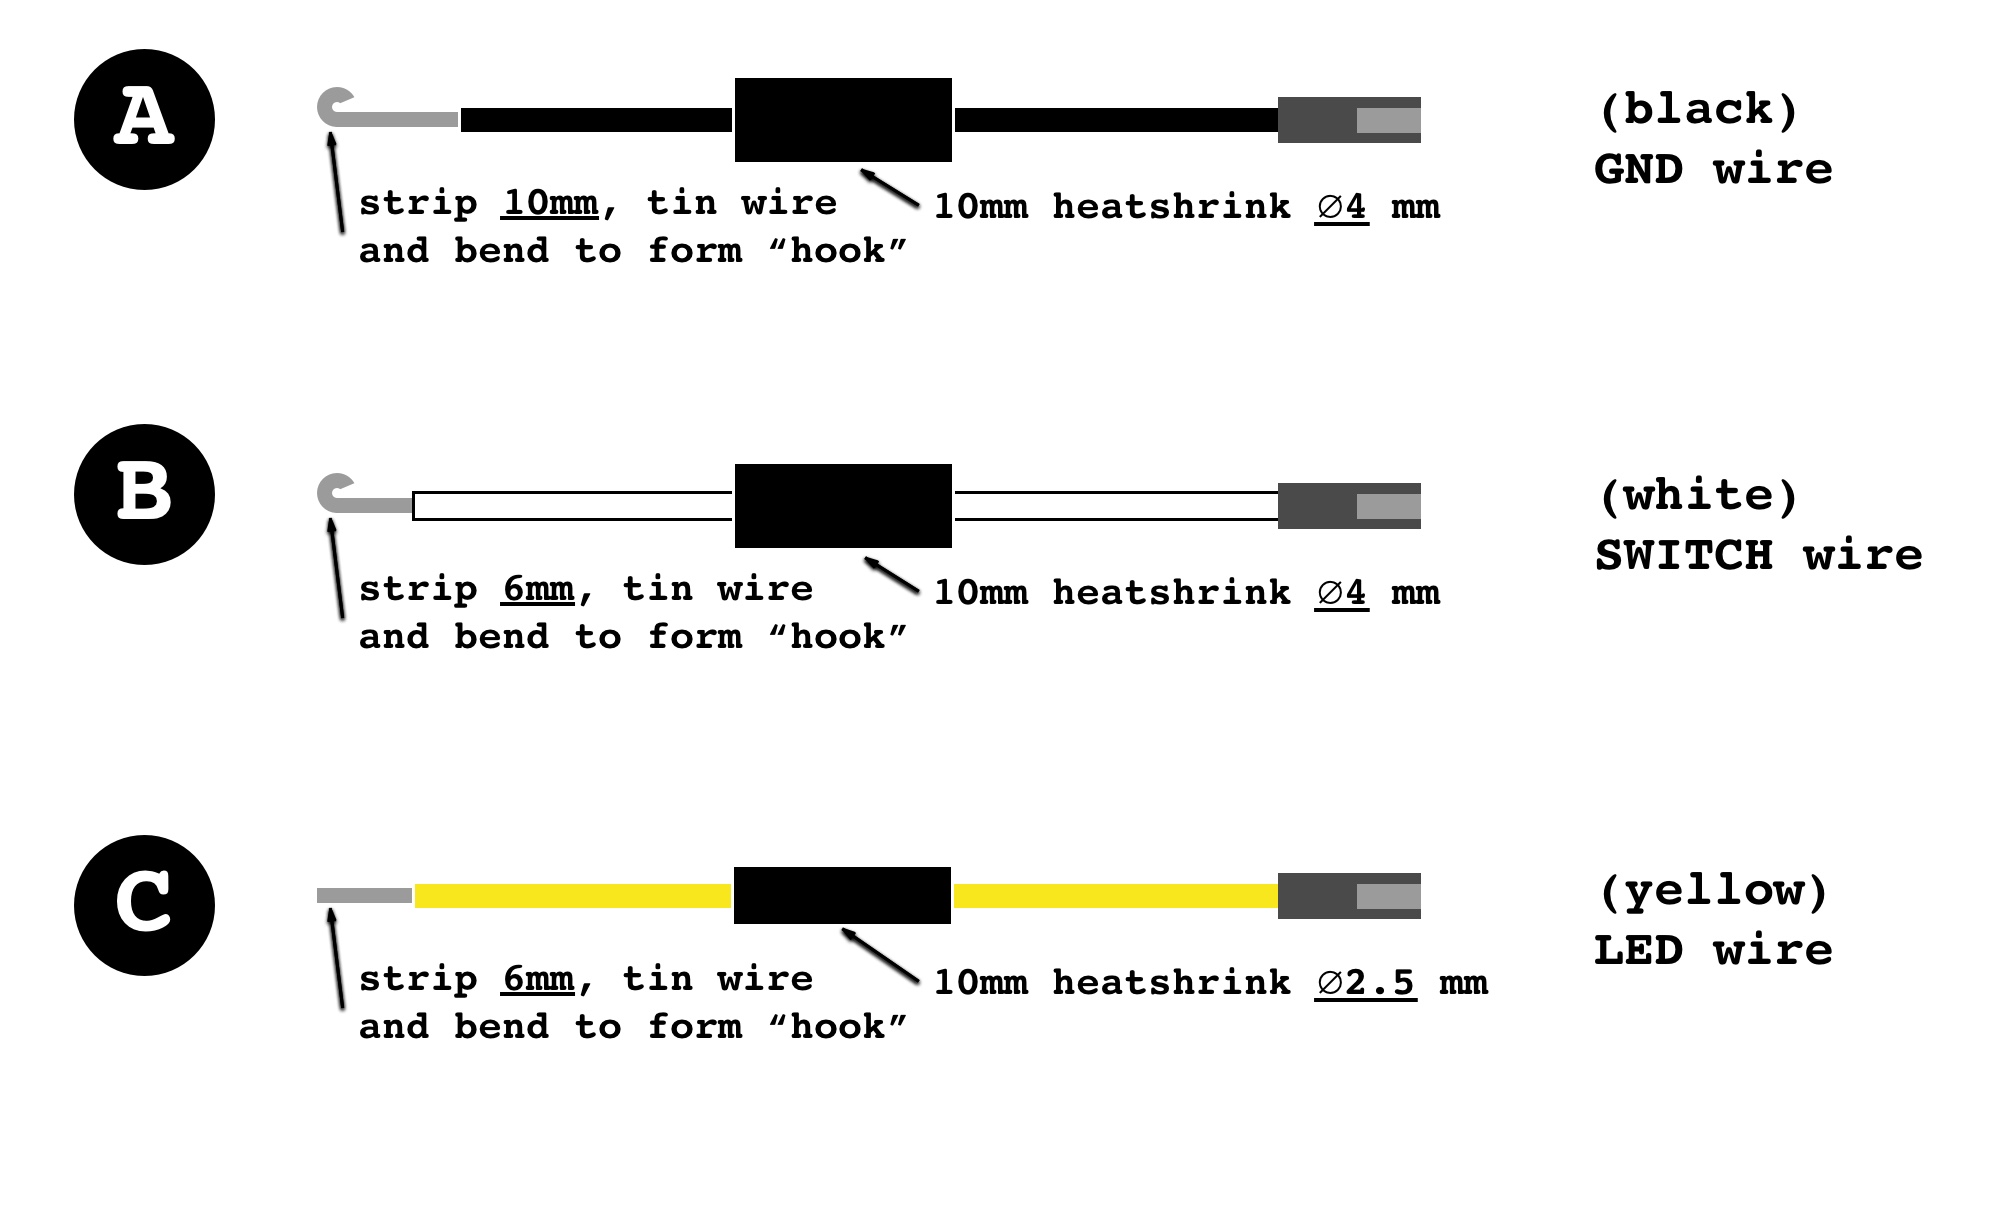 A
(black)
GND wire
strip 10mm, tin wire
and bend to form “hook”
10mm heatshrink ∅4 mm
B
(white)
SWITCH wire
strip 6mm, tin wire
and bend to form “hook”
10mm heatshrink ∅4 mm
C
(yellow)
LED wire
strip 6mm, tin wire
and bend to form “hook”
10mm heatshrink ∅2.5 mm